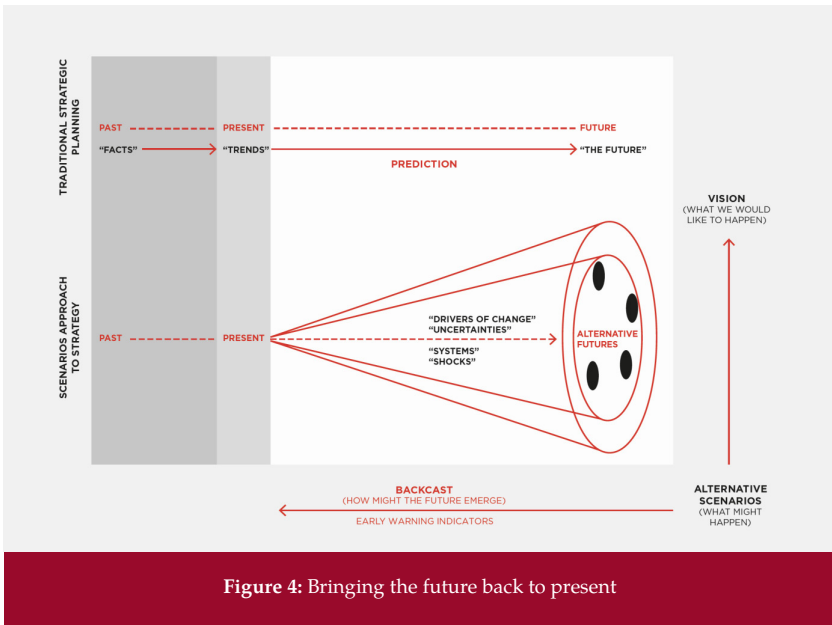 TRADITIONAL STRATEGIC
PLANNING
PAST
PRESENT
FUTURE
"FACTS"
"TRENDS"
"THE FUTURE"
PREDICTION
VISION
(WHAT WE WOULD
LIKE TO HAPPEN)
SCENARIOS APPROACH
TO STRATEGY
PAST
PRESENT
"DRIVERS OF CHANGE"
"UNCERTAINTIES"
"SYSTEMS"
"SHOCKS"
ALTERNATIVE
FUTURES
BACKCAST
(HOW MIGHT THE FUTURE EMERGE)
EARLY WARNING INDICATORS
ALTERNATIVE
SCENARIOS
(WHAT MIGHT
HAPPEN)
Figure 4: Bringing the future back to present